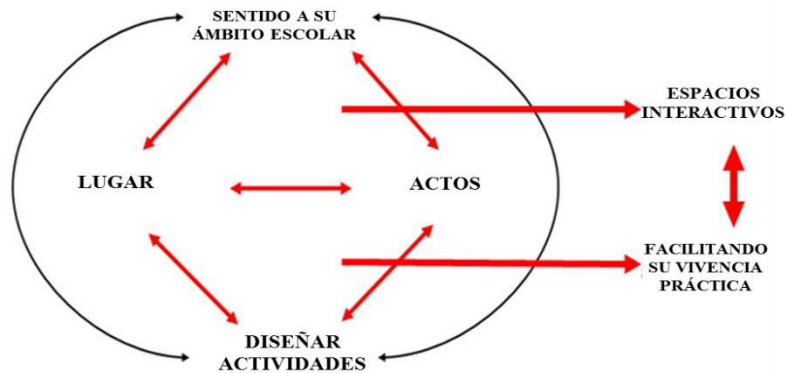 SENTIDO A SU
ÁMBITO ESCOLAR
ESPACIOS
INTERACTIVOS
LUGAR
ACTOS
FACILITANDO
SU VIVENCIA
PRÁCTICA
DISEÑAR
ACTIVIDADES